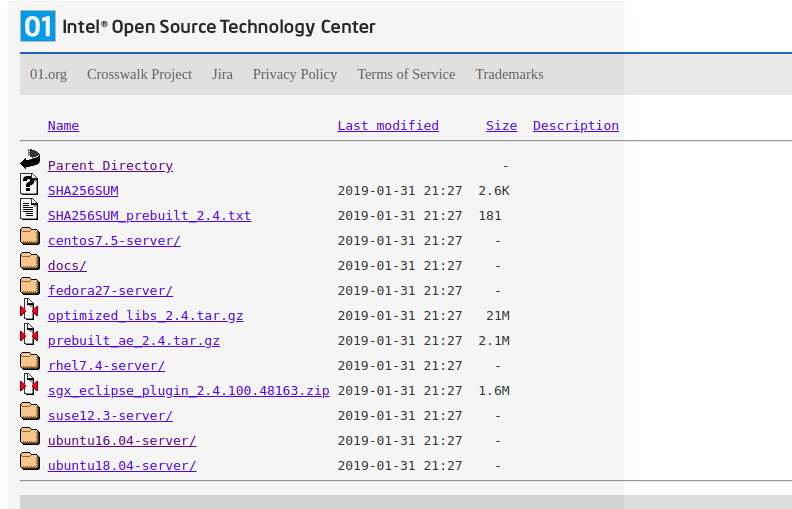 01 Intel® Open Source Technology Center
01.org Crosswalk Project Jira Privacy Policy Terms of Service Trademarks
Name Last modified Size Description
Parent Directory -
SHA256SUM 2019-01-31 21:27 2.6K
SHA256SUM_prebuilt_2.4.txt 2019-01-31 21:27 181
centos7.5-server/ 2019-01-31 21:27 -
docs/ 2019-01-31 21:27 -
fedora27-server/ 2019-01-31 21:27 -
optimized_libs_2.4.tar.gz 2019-01-31 21:27 21M
prebuilt_ae_2.4.tar.gz 2019-01-31 21:27 2.1M
rhel7.4-server/ 2019-01-31 21:27 -
sgx_eclipse_plugin_2.4.100.48163.zip 2019-01-31 21:27 1.6M
suse12.3-server/ 2019-01-31 21:27 -
ubuntu16.04-server/ 2019-01-31 21:27 -
ubuntu18.04-server/ 2019-01-31 21:27 -